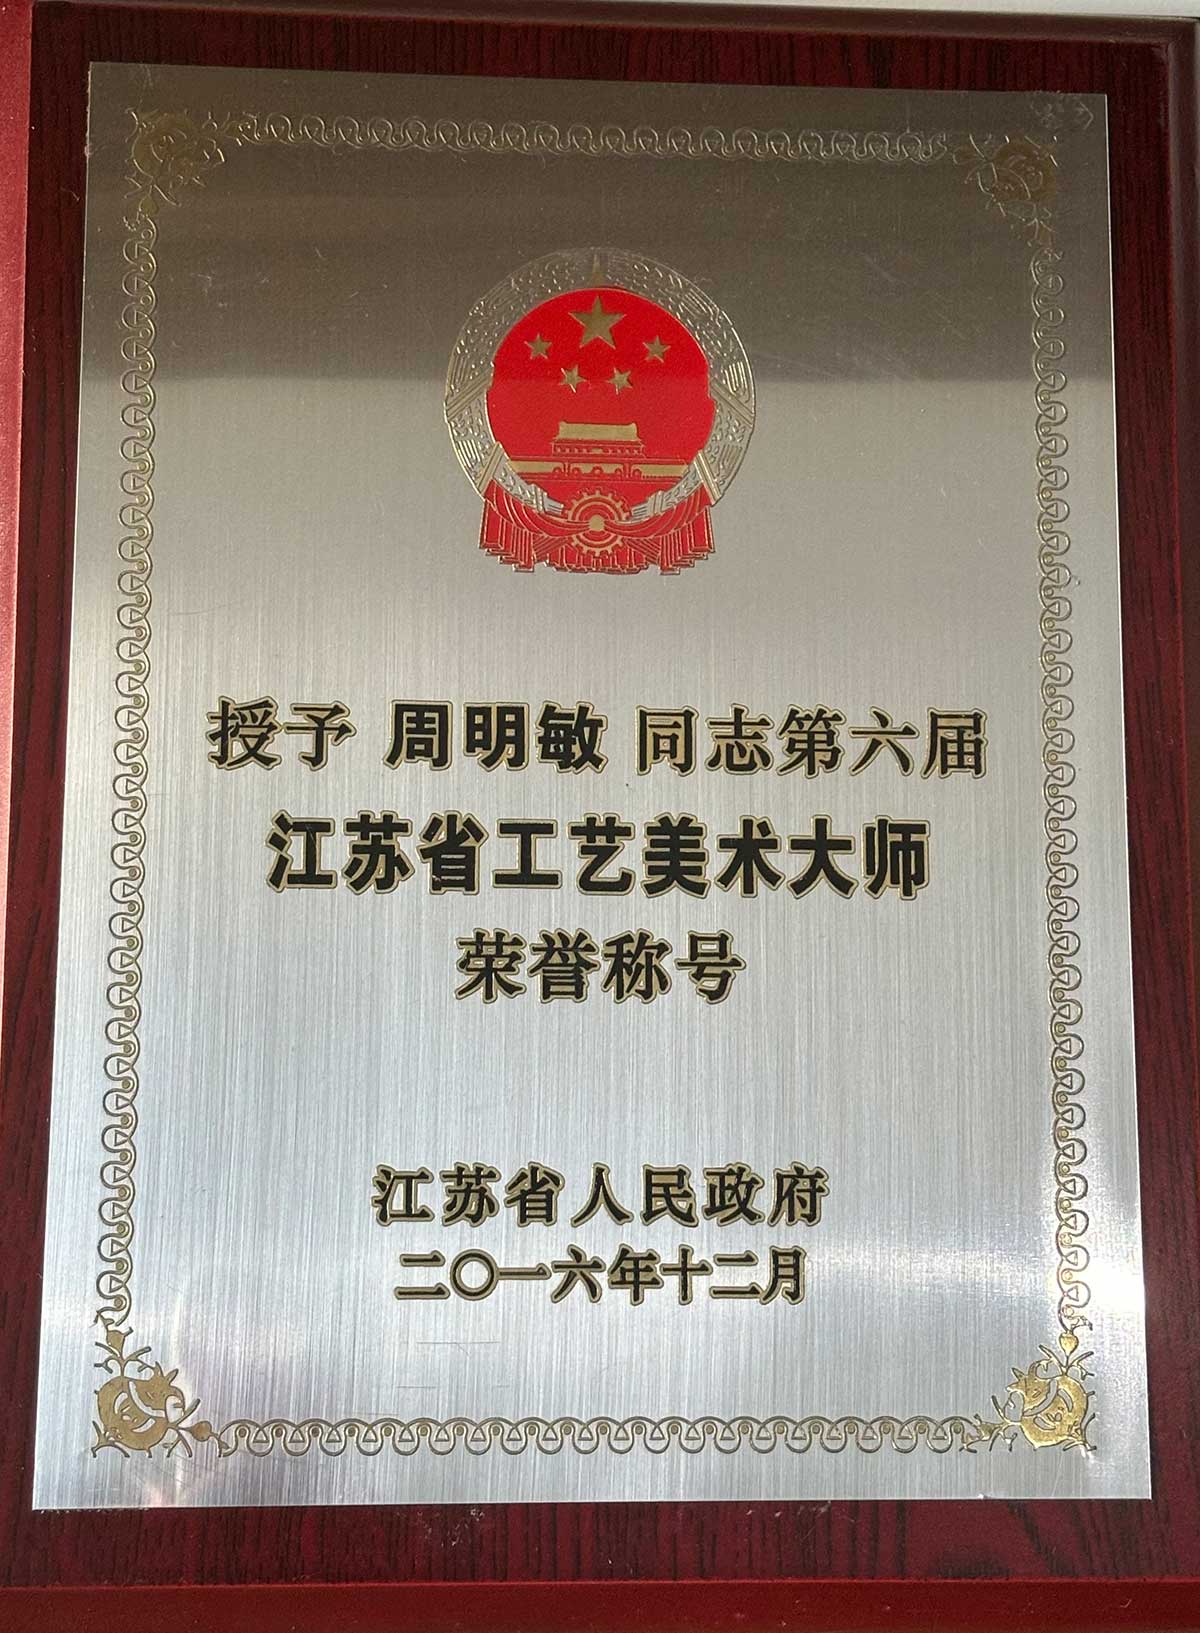 授予 周明敏 同志第六届
江苏省工艺美术大师
荣誉称号
江苏省人民政府
二〇一六年十二月